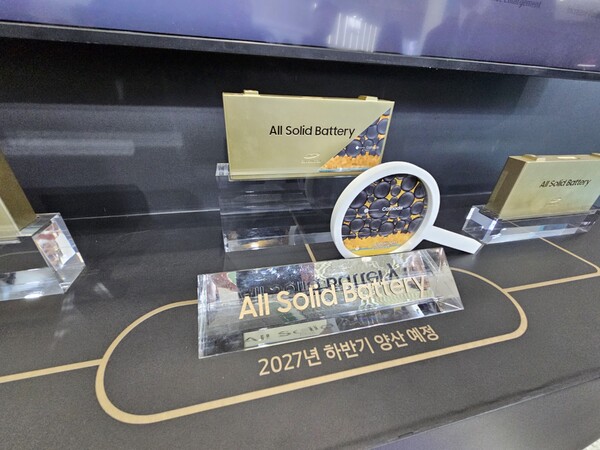 All Solid Battery
All Solid Battery
All Solid Battery
2027년 하반기 양산 예정